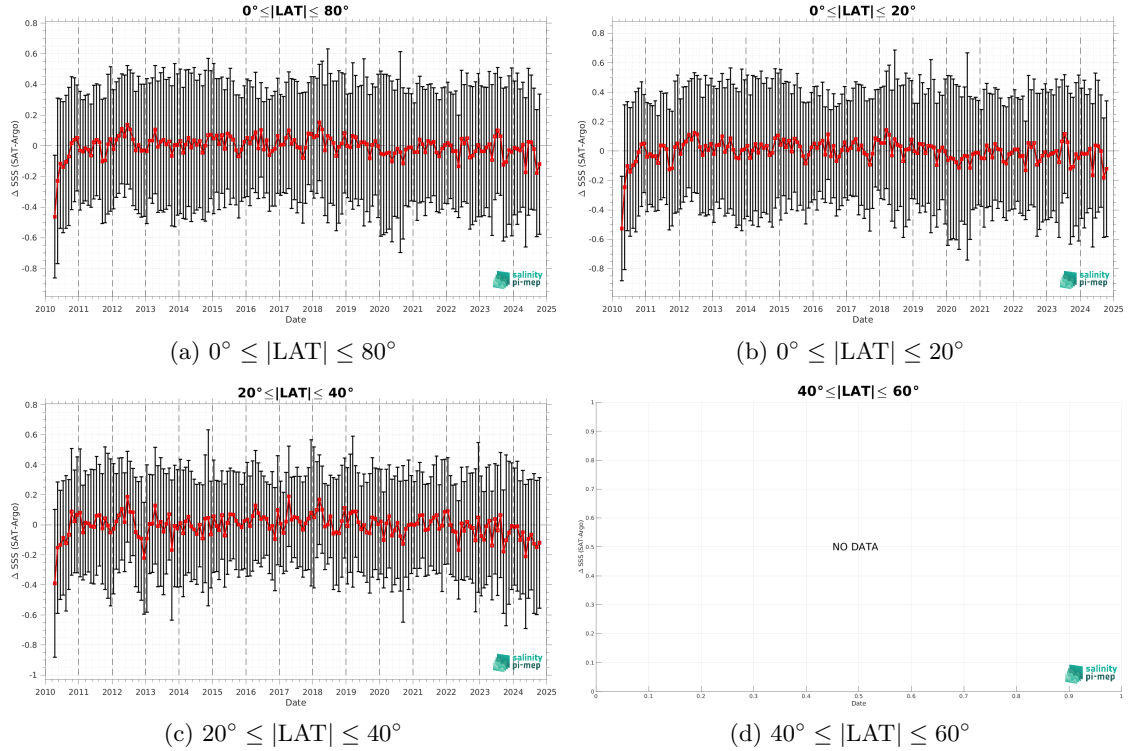 0°≤|LAT|≤ 80°
Δ SSS (SAT-Argo)
0.8
0.6
0.4
0.2
0
-0.2
-0.4
-0.6
-0.8
2010 2011 2012 2013 2014 2015 2016 2017 2018 2019 2020 2021 2022 2023 2024 2025
Date
salinity
pi-mep
(a) 0° ≤ |LAT| ≤ 80°
0°≤|LAT|≤ 20°
Δ SSS (SAT-Argo)
0.8
0.6
0.4
0.2
0
-0.2
-0.4
-0.6
-0.8
2010 2011 2012 2013 2014 2015 2016 2017 2018 2019 2020 2021 2022 2023 2024 2025
Date
salinity
pi-mep
(b) 0° ≤ |LAT| ≤ 20°
20°≤|LAT|≤ 40°
Δ SSS (SAT-Argo)
0.8
0.6
0.4
0.2
0
-0.2
-0.4
-0.6
-0.8
-1
2010 2011 2012 2013 2014 2015 2016 2017 2018 2019 2020 2021 2022 2023 2024 2025
Date
salinity
pi-mep
(c) 20° ≤ |LAT| ≤ 40°
40°≤|LAT|≤ 60°
Δ SSS (SAT-Argo)
1
0.9
0.8
0.7
0.6
0.5
0.4
0.3
0.2
0.1
0
NO DATA
0 0.1 0.2 0.3 0.4 0.5 0.6 0.7 0.8 0.9 1
Date
salinity
pi-mep
(d) 40° ≤ |LAT| ≤ 60°